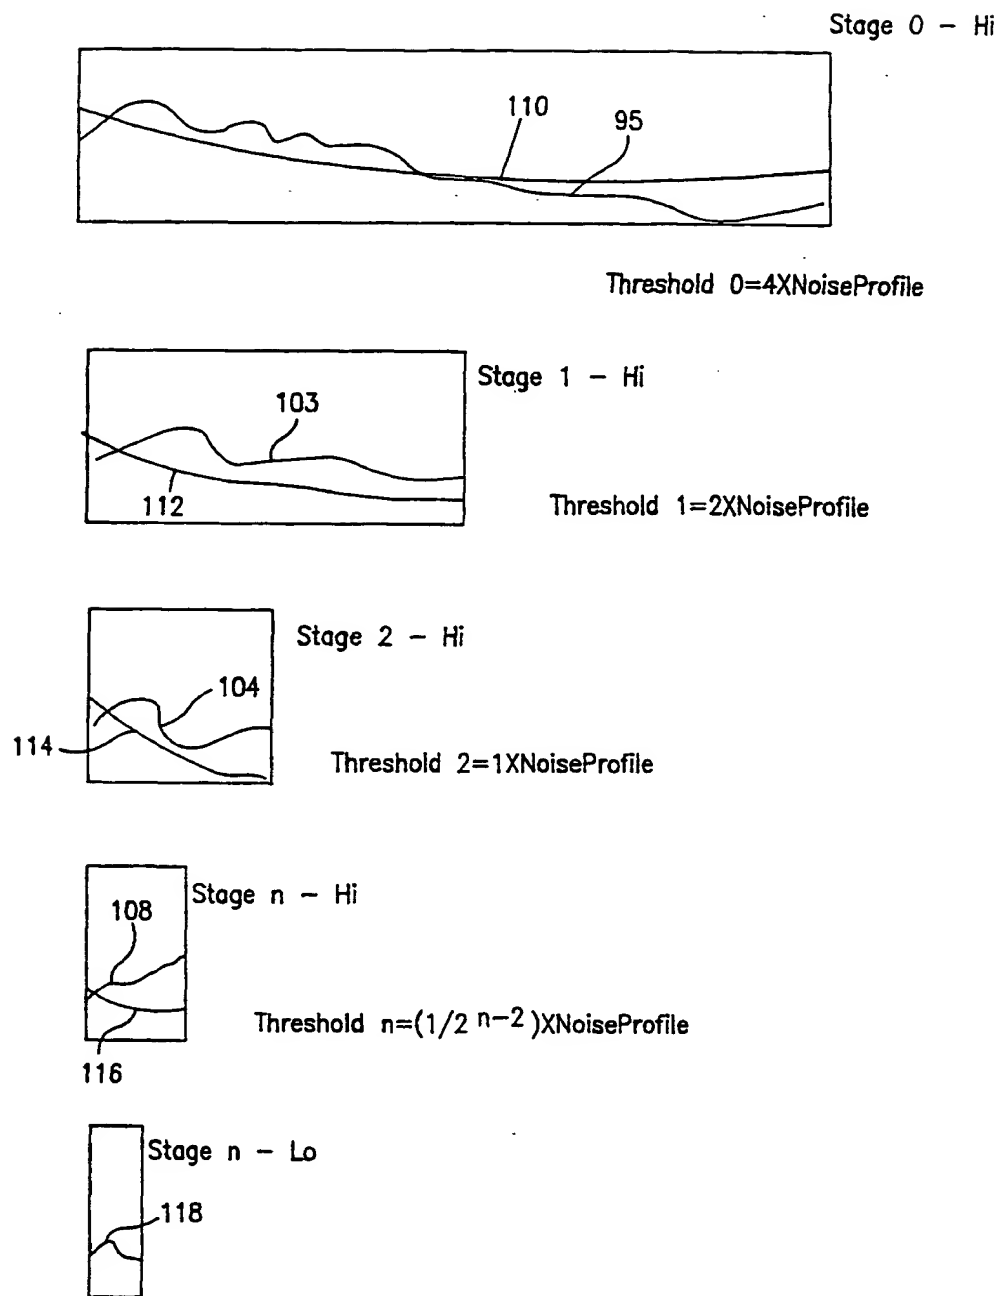 Stage 0 - Hi
110
95
Threshold 0=4XNoiseProfile
Stage 1 - Hi
103
112
Threshold 1=2XNoiseProfile
Stage 2 - Hi
104
114
Threshold 2=1XNoiseProfile
Stage n - Hi
108
Threshold n=(1/2 n-2)XNoiseProfile
116
Stage n - Lo
118